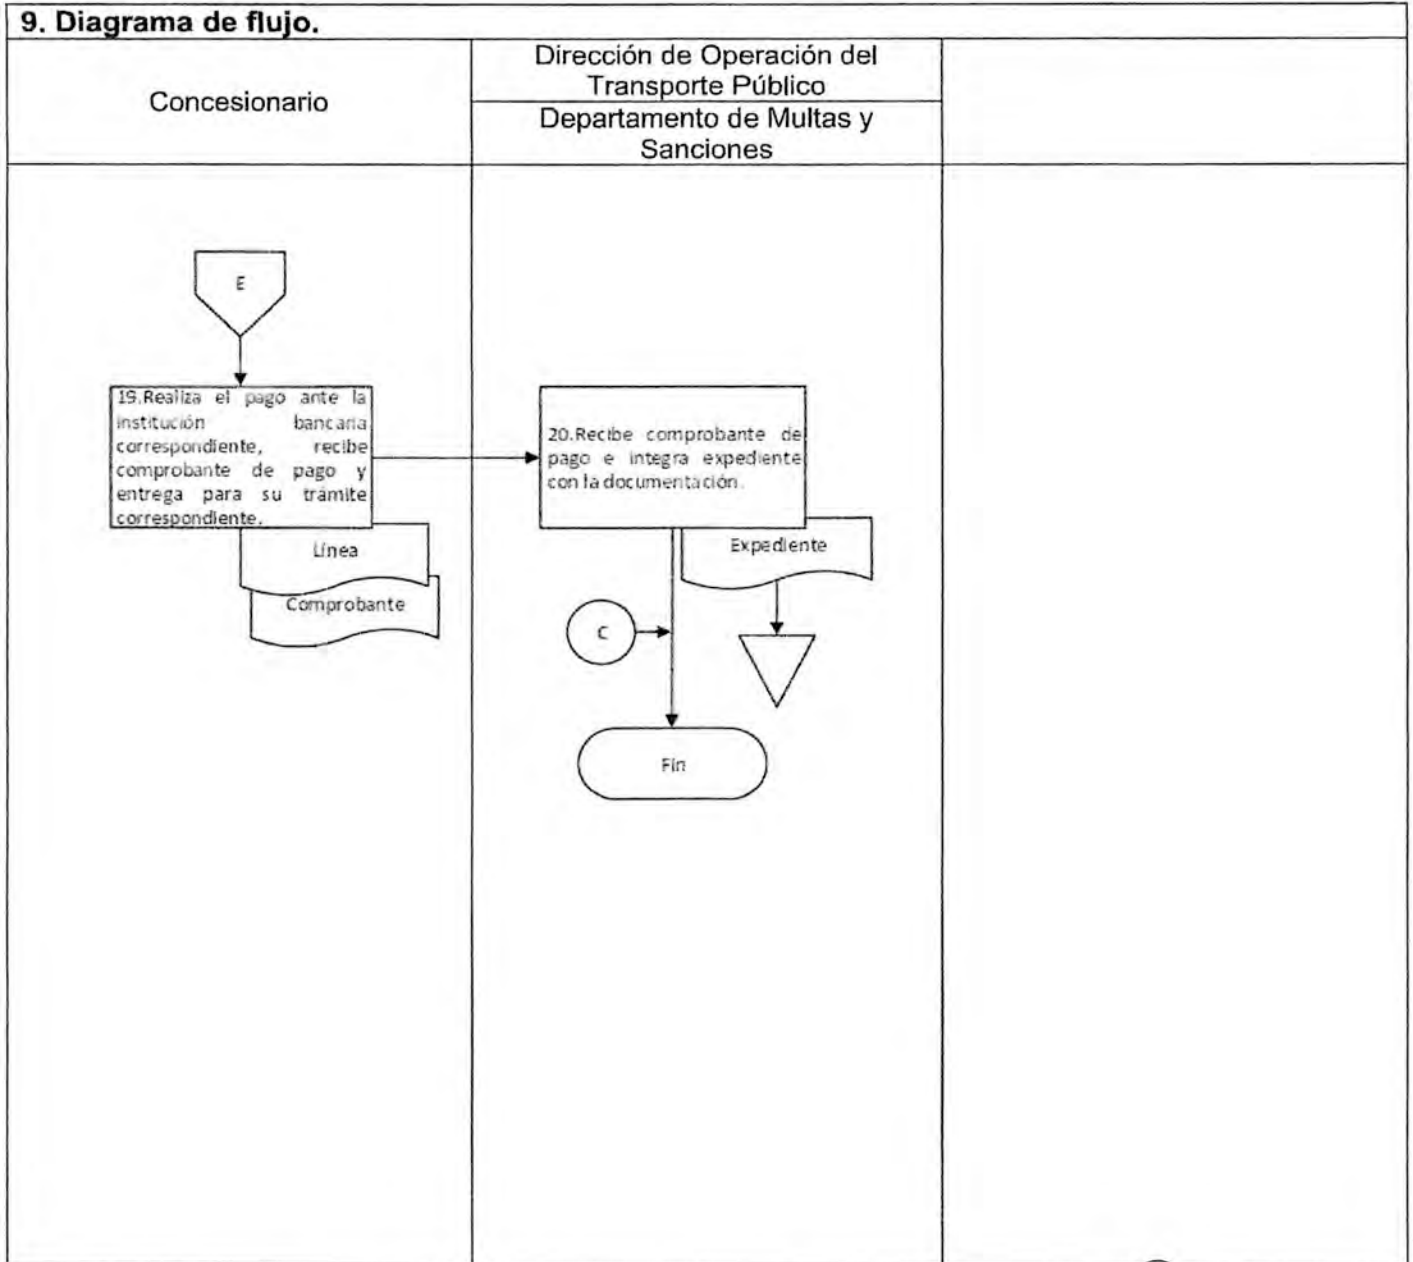 9. Diagrama de flujo.
Concesionario
Dirección de Operación del
Transporte Público
Departamento de Multas y
Sanciones
E
19.Realiza el pago ante la
institución bancaria
correspondiente, recibe
comprobante de pago y
entrega para su trámite
correspondiente.
Línea
Comprobante
20.Recibe comprobante de
pago e integra expediente
con la documentación.
Expediente
C
Fin